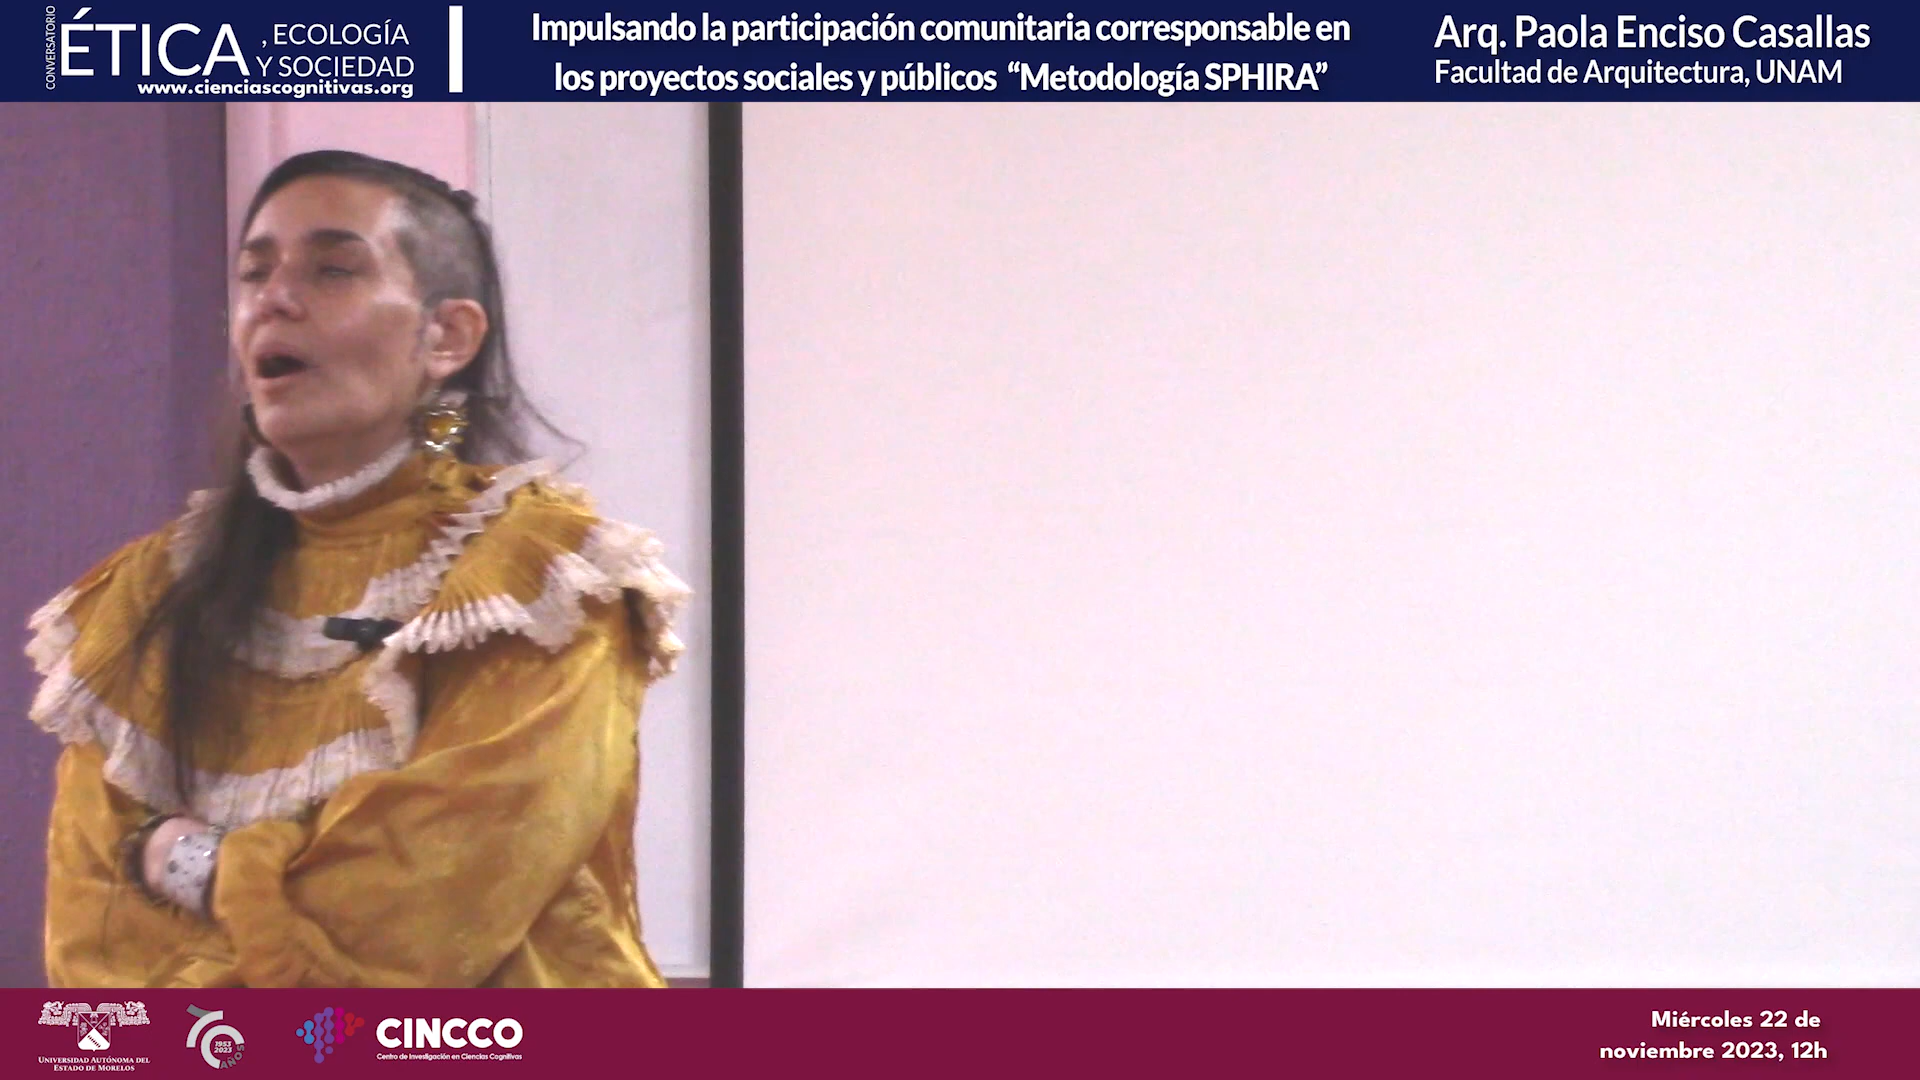 CONVERSATORIO
ÉTICA, ECOLOGÍA
Y SOCIEDAD
www.cienciascognitivas.org
Impulsando la participación comunitaria corresponsable en
los proyectos sociales y públicos “Metodología SPHIRA”
Arq. Paola Enciso Casallas
Facultad de Arquitectura, UNAM
UNIVERSIDAD AUTÓNOMA DEL
ESTADO DE MORELOS
70
1953
2023
AÑOS
CINCCO
Centro de Investigación en Ciencias Cognitivas
Miércoles 22 de
noviembre 2023, 12h